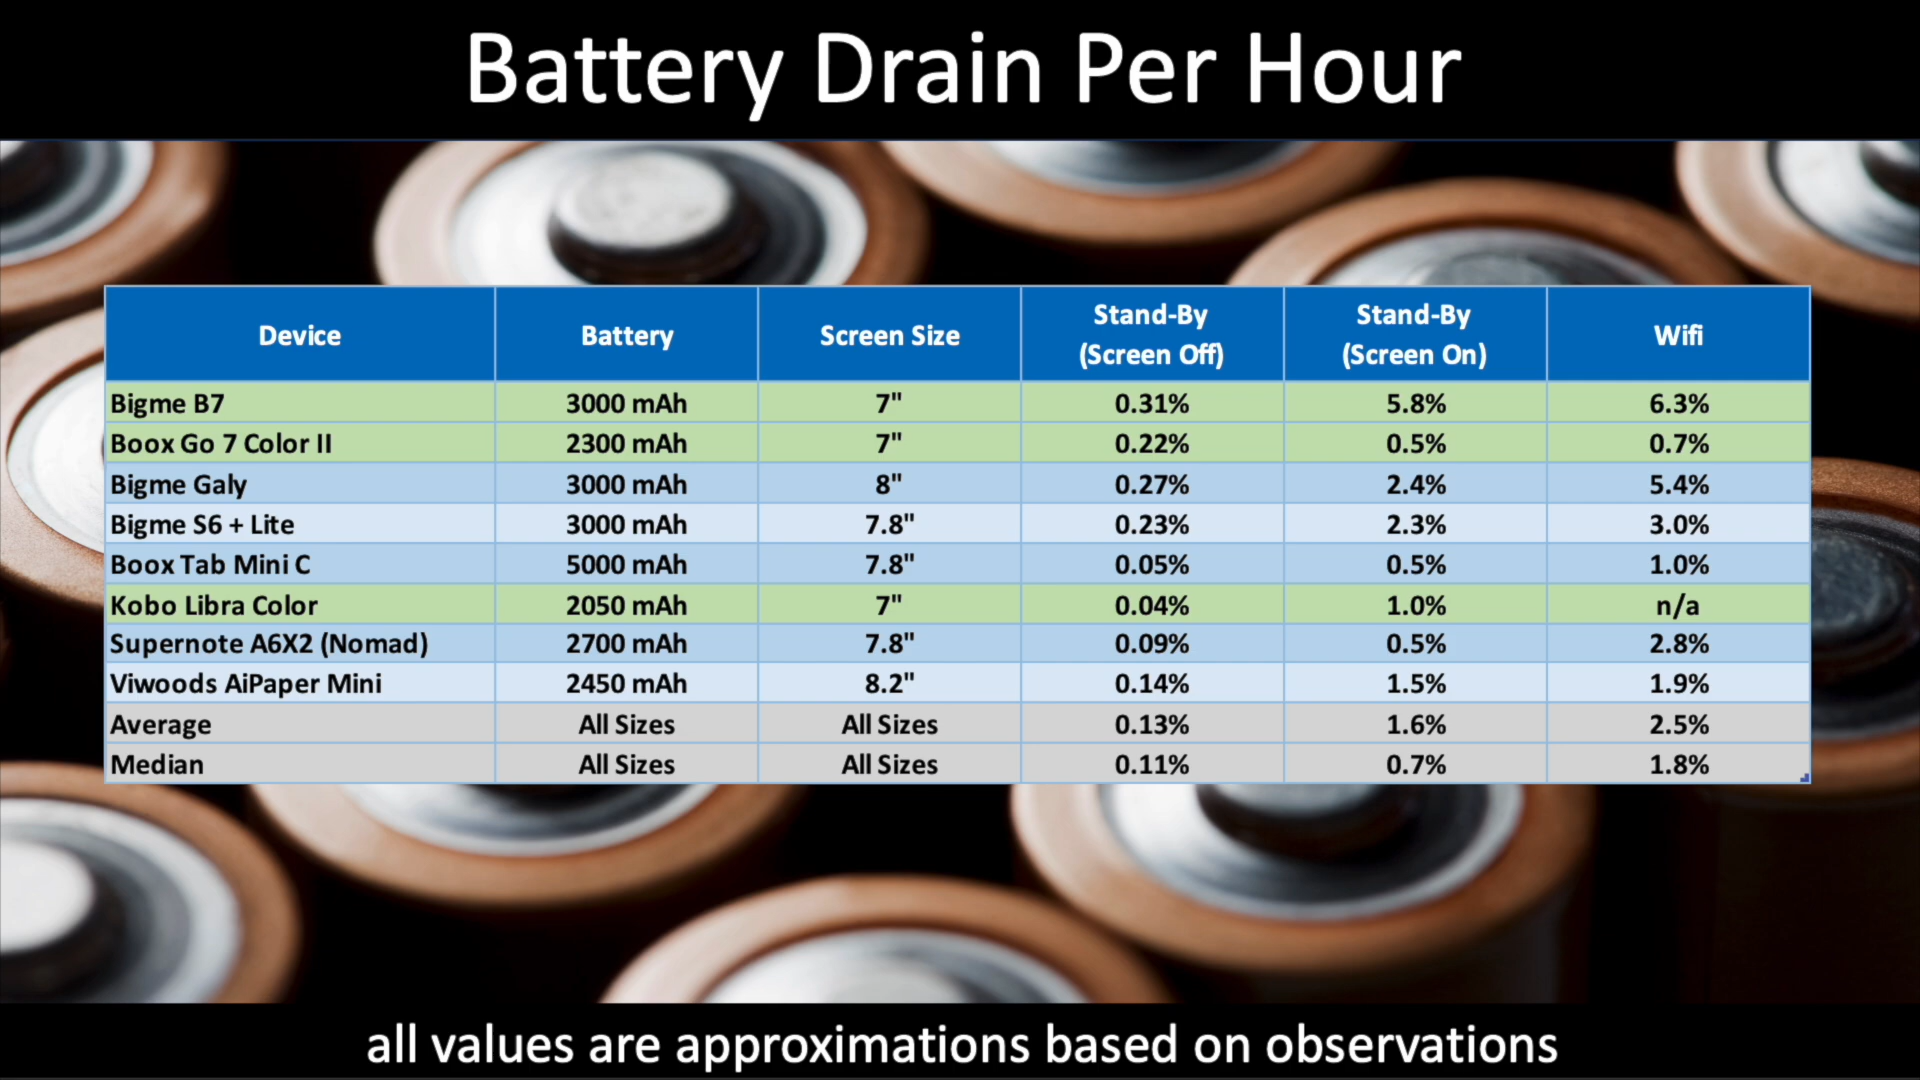 Battery Drain Per Hour
Device Battery Screen Size Stand-By (Screen Off) Stand-By (Screen On) Wifi
Bigme B7 3000 mAh 7" 0.31% 5.8% 6.3%
Boox Go 7 Color II 2300 mAh 7" 0.22% 0.5% 0.7%
Bigme Galy 3000 mAh 8" 0.27% 2.4% 5.4%
Bigme S6 + Lite 3000 mAh 7.8" 0.23% 2.3% 3.0%
Boox Tab Mini C 5000 mAh 7.8" 0.05% 0.5% 1.0%
Kobo Libra Color 2050 mAh 7" 0.04% 1.0% n/a
Supernote A6X2 (Nomad) 2700 mAh 7.8" 0.09% 0.5% 2.8%
Viwoods AiPaper Mini 2450 mAh 8.2" 0.14% 1.5% 1.9%
Average All Sizes All Sizes 0.13% 1.6% 2.5%
Median All Sizes All Sizes 0.11% 0.7% 1.8%
all values are approximations based on observations